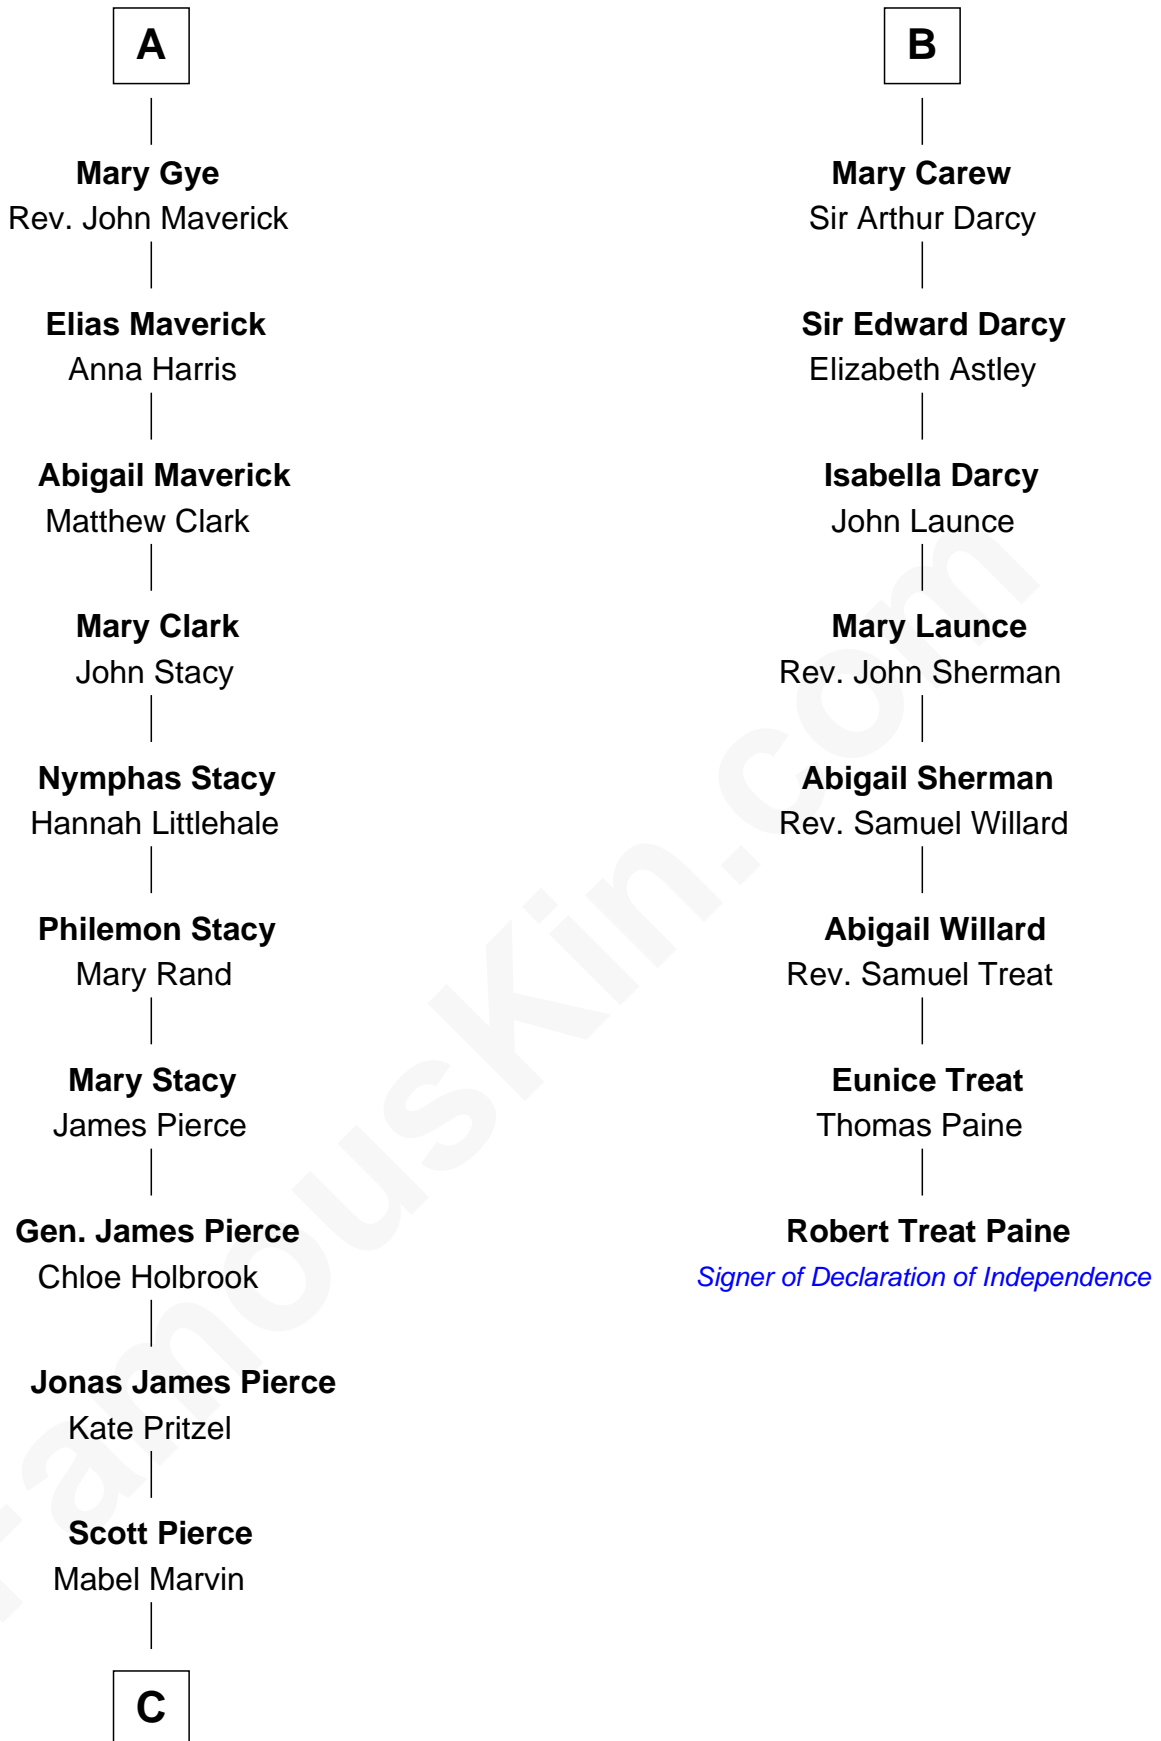 A
Mary Gye
Rev. John Maverick
Elias Maverick
Anna Harris
Abigail Maverick
Matthew Clark
Mary Clark
John Stacy
Nymphas Stacy
Hannah Littlehale
Philemon Stacy
Mary Rand
Mary Stacy
James Pierce
Gen. James Pierce
Chloe Holbrook
Jonas James Pierce
Kate Pritzel
Scott Pierce
Mabel Marvin
C
B
Mary Carew
Sir Arthur Darcy
Sir Edward Darcy
Elizabeth Astley
Isabella Darcy
John Launce
Mary Launce
Rev. John Sherman
Abigail Sherman
Rev. Samuel Willard
Abigail Willard
Rev. Samuel Treat
Eunice Treat
Thomas Paine
Robert Treat Paine
Signer of Declaration of Independence
FamousKin.com